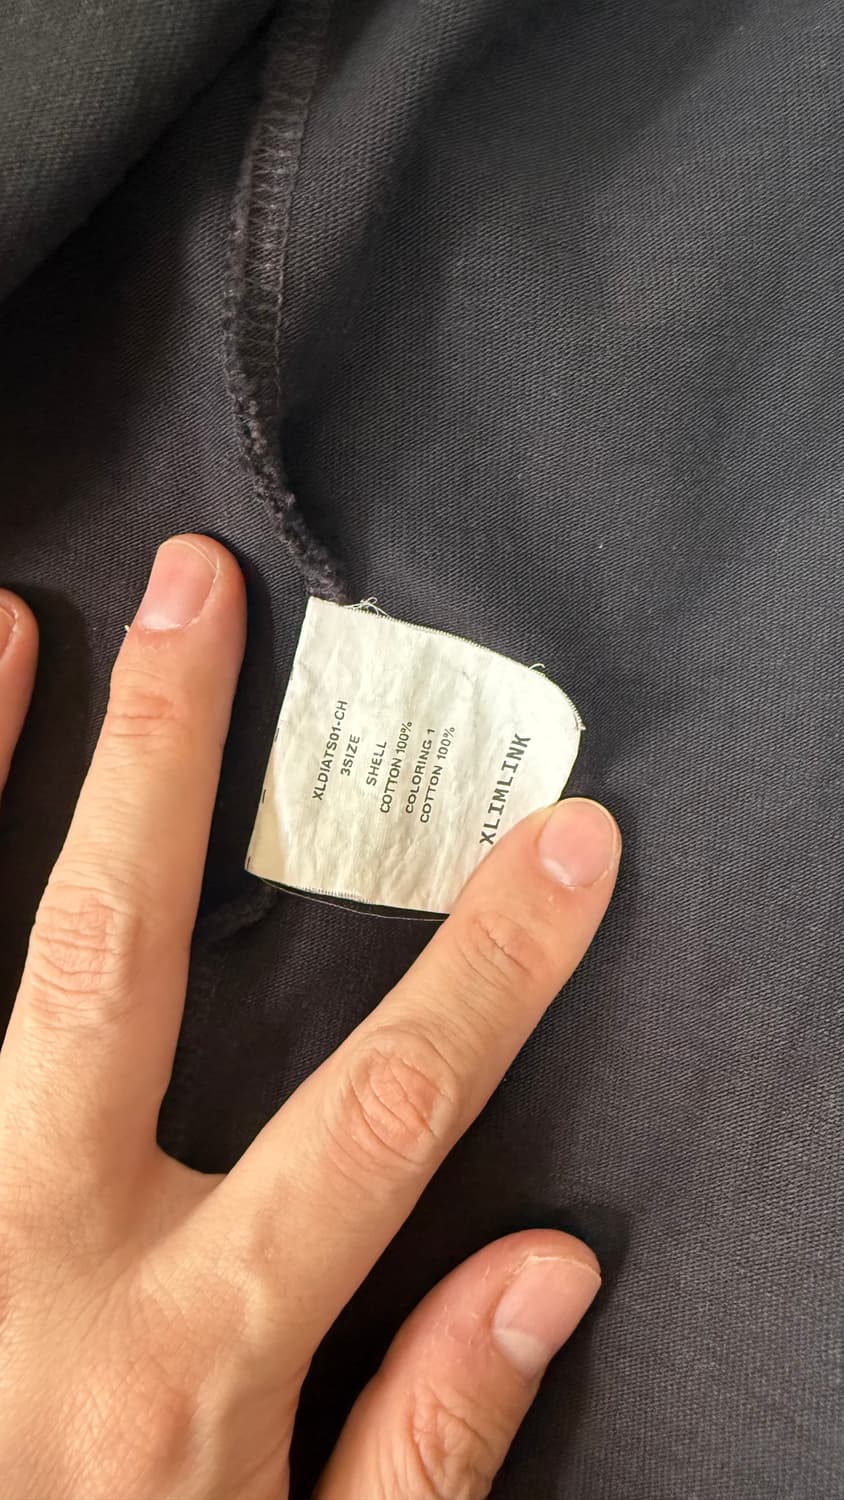 XLDIATS01-CH
3SIZE
SHELL
COTTON 100%
COLORING 1
COTTON 100%
XLIMLINK